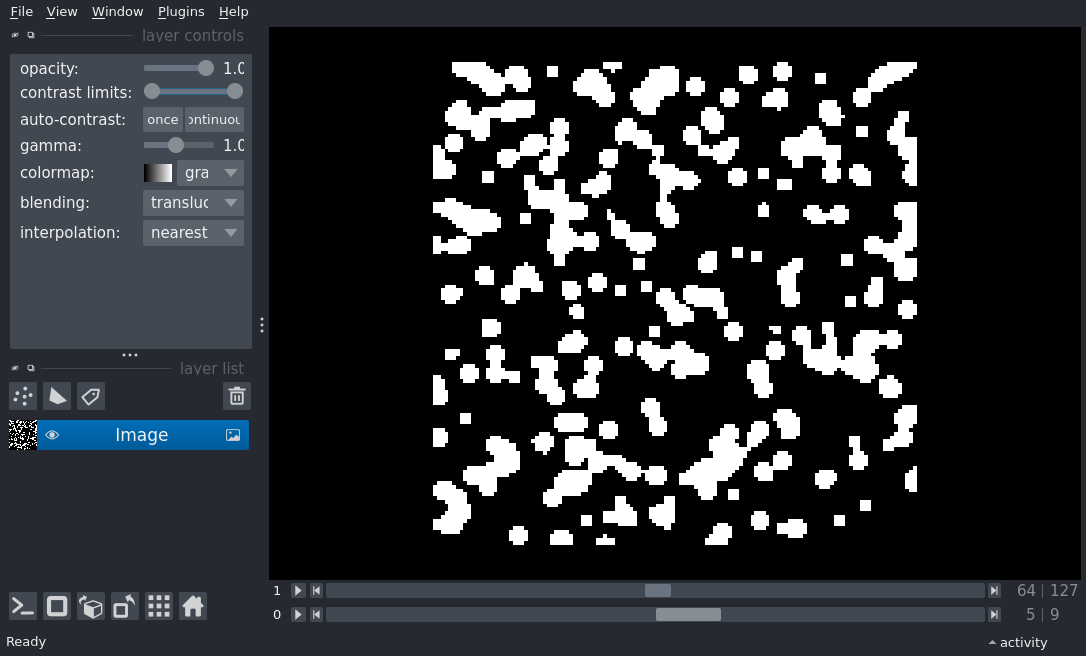 File View Window Plugins Help
layer controls
opacity: 1.0
contrast limits:
auto-contrast: once ontinuou
gamma: 1.0
colormap: gra
blending: transluc
interpolation: nearest
layer list
Image
1 64 | 127
0 5 | 9
Ready activity